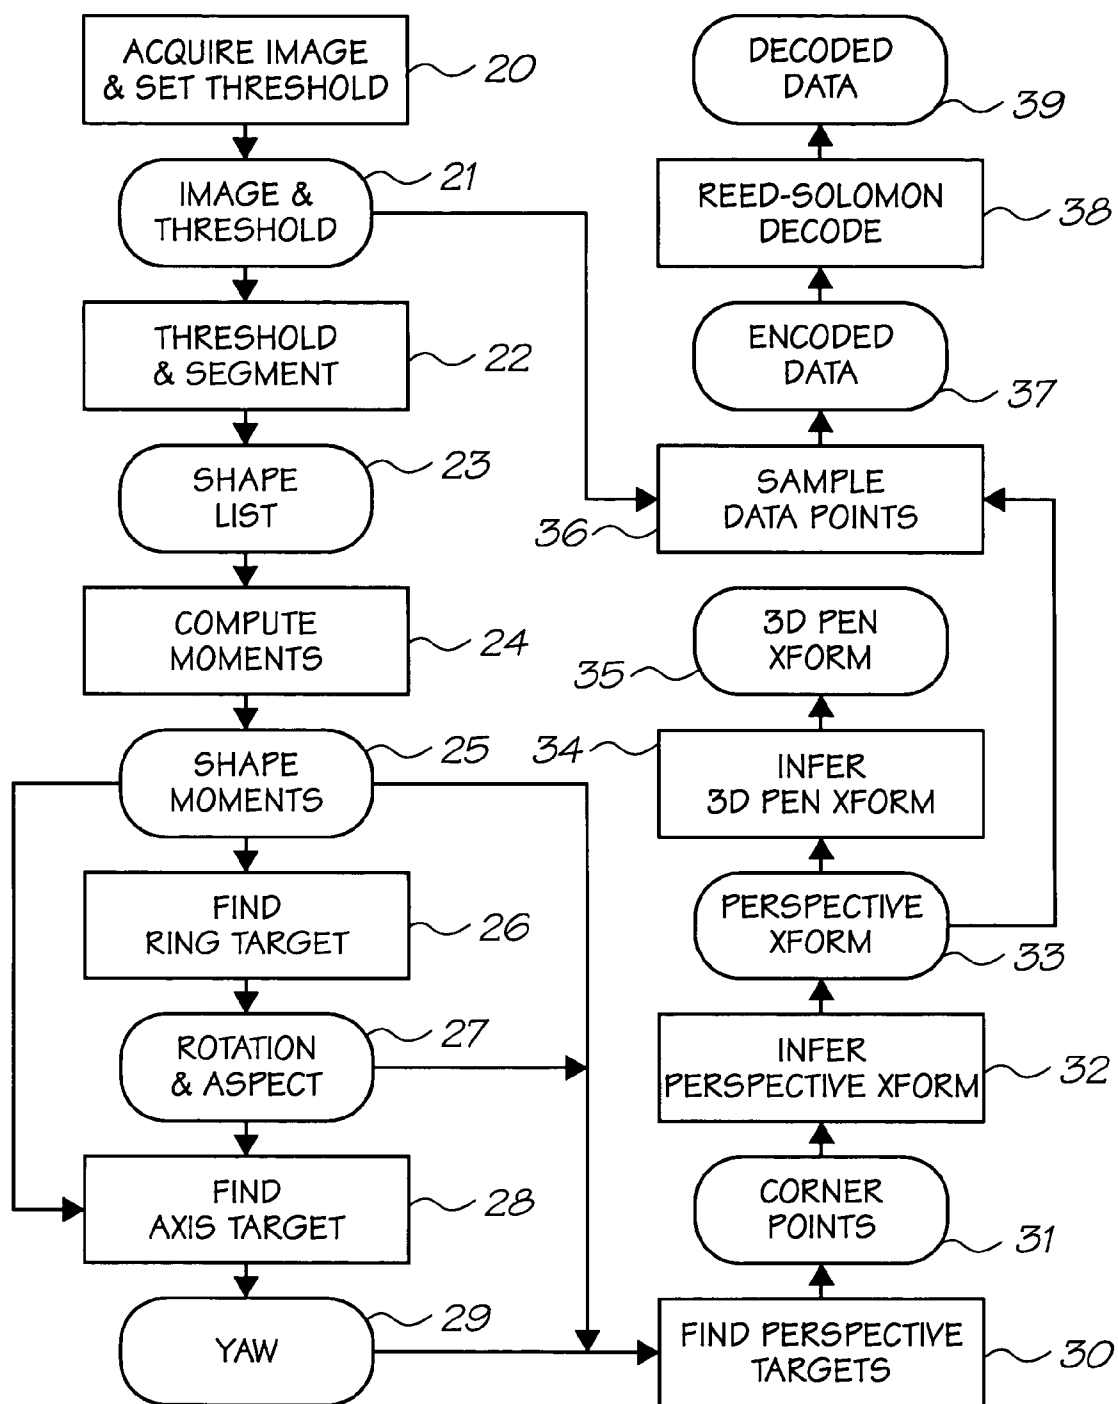 ACQUIRE IMAGE
& SET THRESHOLD
20
IMAGE &
THRESHOLD
21
THRESHOLD
& SEGMENT
22
SHAPE
LIST
23
COMPUTE
MOMENTS
24
SHAPE
MOMENTS
25
FIND
RING TARGET
26
ROTATION
& ASPECT
27
FIND
AXIS TARGET
28
YAW
29
DECODED
DATA
39
REED-SOLOMON
DECODE
38
ENCODED
DATA
37
SAMPLE
DATA POINTS
36
3D PEN
XFORM
35
34
INFER
3D PEN XFORM
PERSPECTIVE
XFORM
33
INFER
PERSPECTIVE XFORM
32
CORNER
POINTS
31
FIND PERSPECTIVE
TARGETS
30